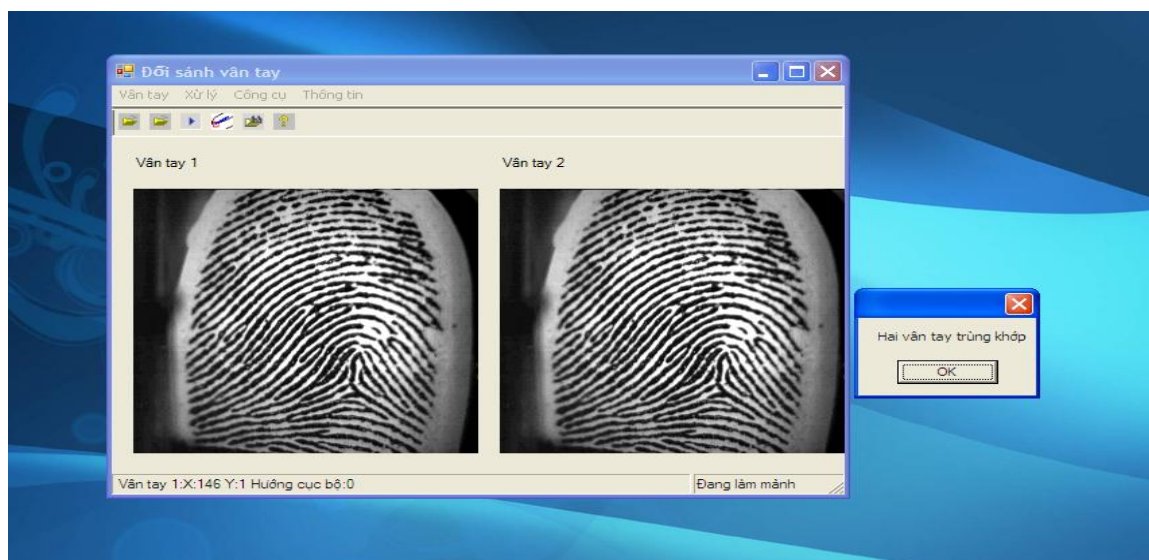 Đối sánh vân tay
Vân tay Xử lý Công cụ Thông tin
Vân tay 1
Vân tay 2
Hai vân tay trùng khớp
OK
Vân tay 1:X:146 Y:1 Hướng cục bộ:0
Đang làm mảnh